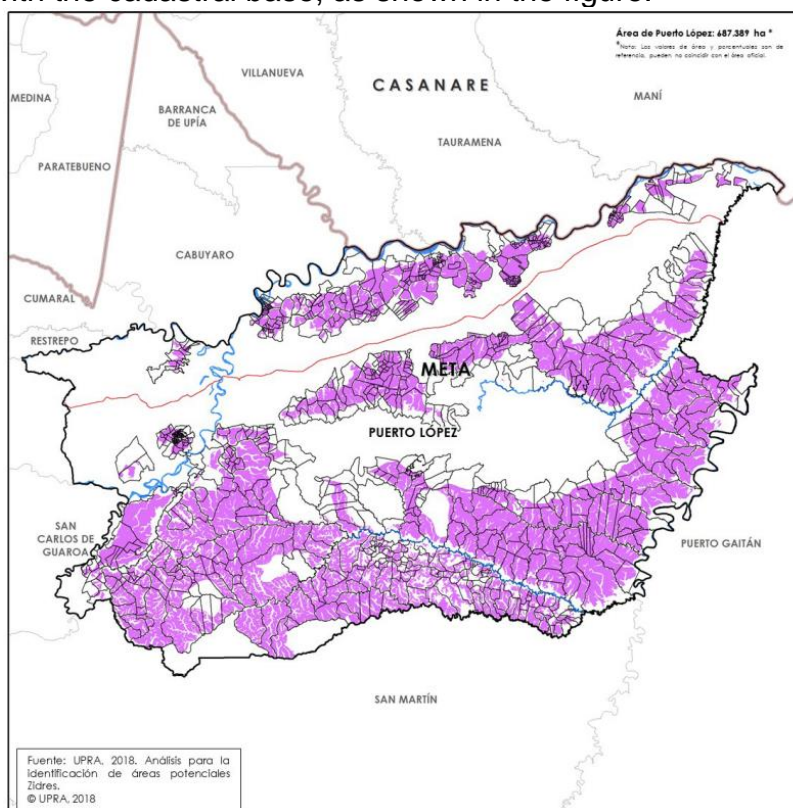 with the cadastral base, as shown in the figure.
Área de Puerto López: 687.389 ha *
*Nota: Los valores de área y porcentuales son de
referencia, pueden no coincidir con el área oficial.
VILLANUEVA
CASANARE
MEDINA
MANÍ
BARRANCA
DE UPÍA
TAURAMENA
PARATEBUENO
CABUYARO
CUMARAL
RESTREPO
META
PUERTO LÓPEZ
SAN
CARLOS DE
GUAROA
PUERTO GAITÁN
SAN MARTÍN
Fuente: UPRA, 2018. Análisis para la
identificación de áreas potenciales
Zidres.
© UPRA, 2018